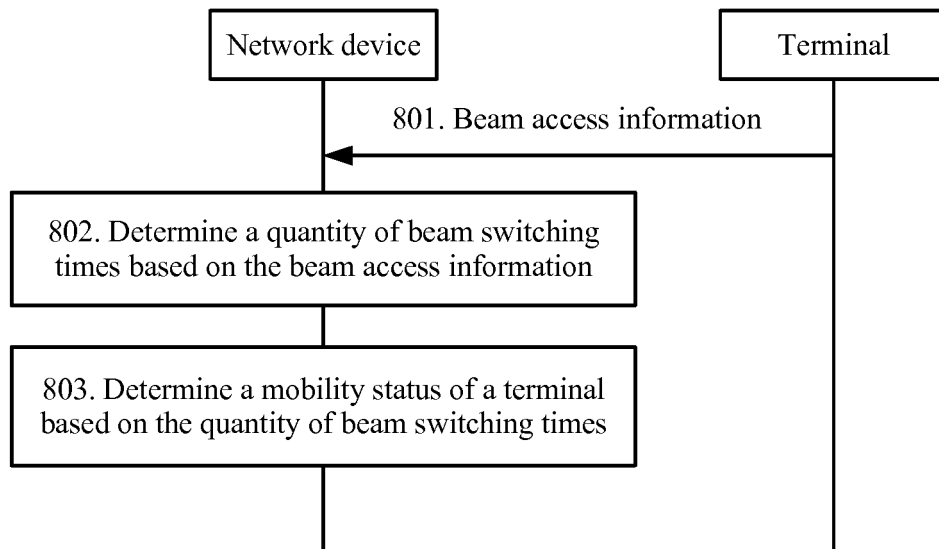 Network device
Terminal
801. Beam access information
802. Determine a quantity of beam switching
times based on the beam access information
803. Determine a mobility status of a terminal
based on the quantity of beam switching times